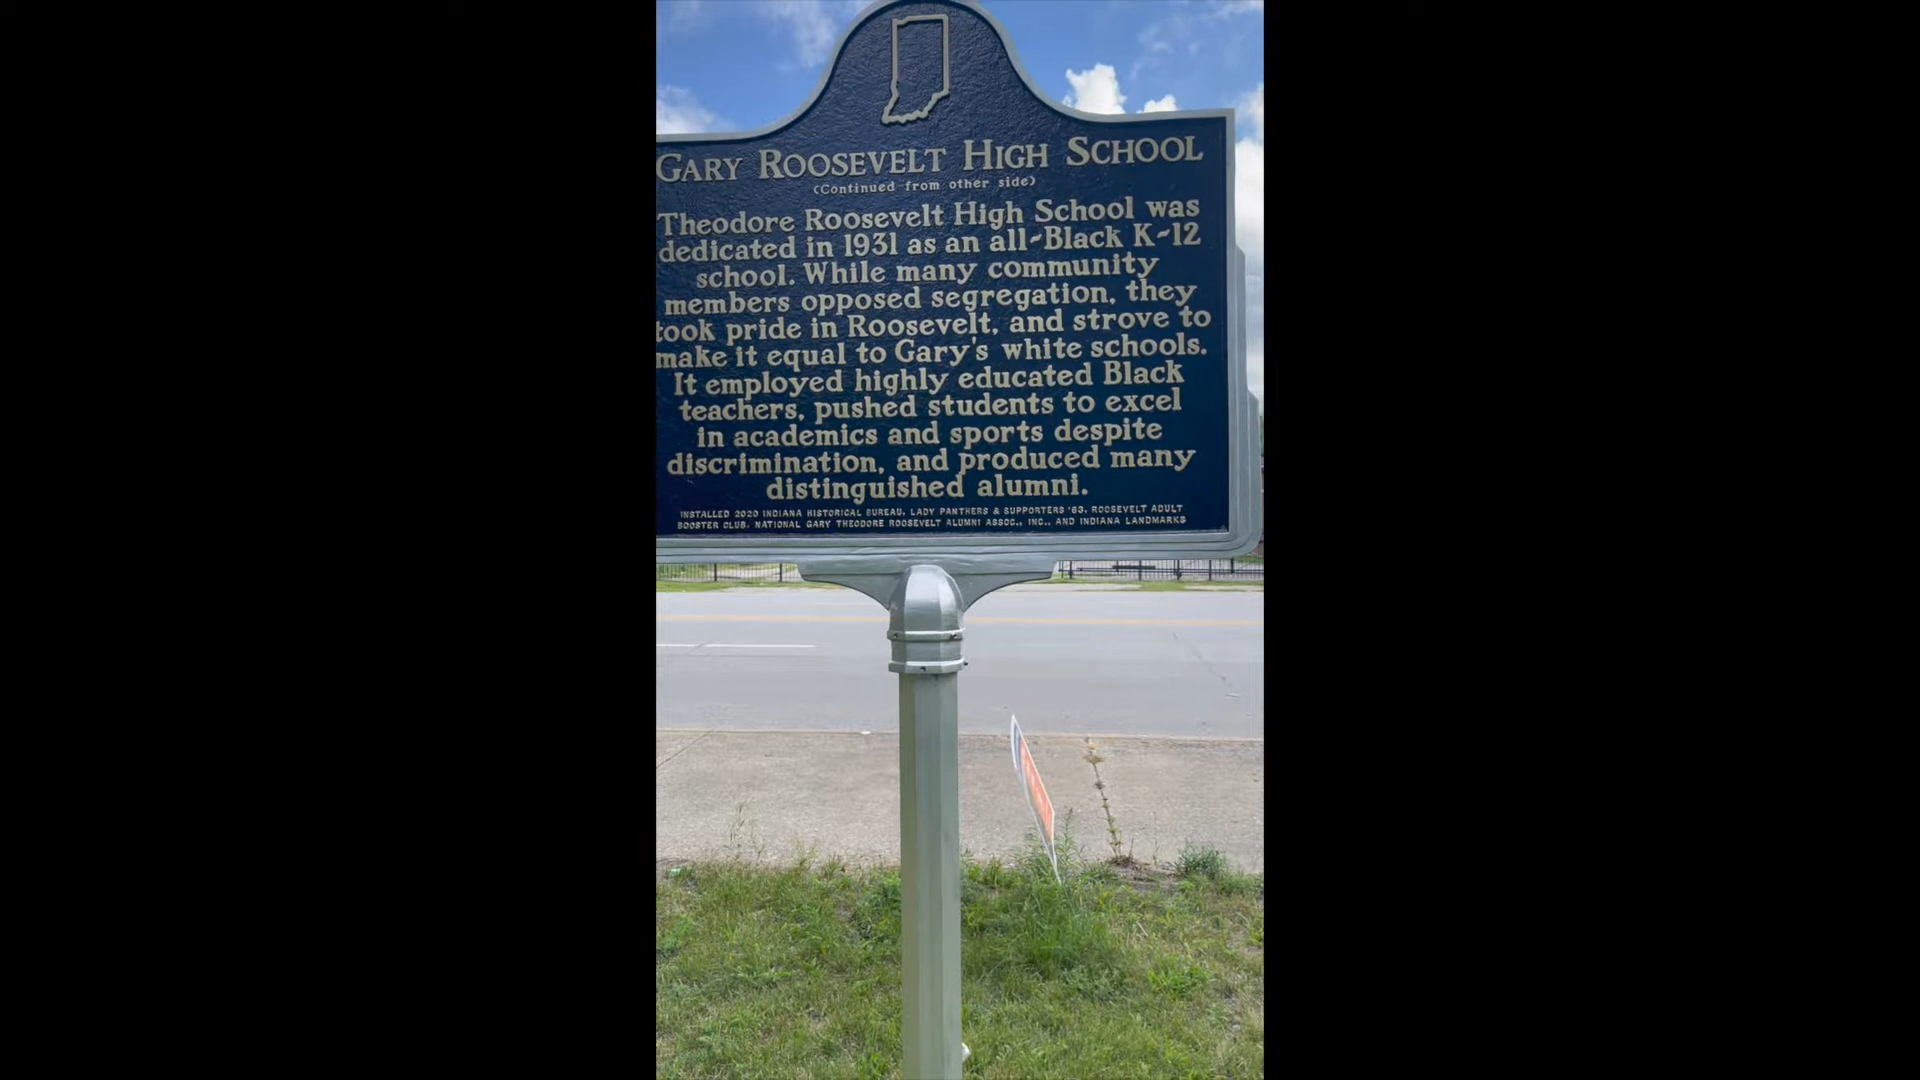 GARY ROOSEVELT HIGH SCHOOL
(Continued from other side)
Theodore Roosevelt High School was
dedicated in 1931 as an all-Black K-12
school. While many community
members opposed segregation, they
took pride in Roosevelt, and strove to
make it equal to Gary's white schools.
It employed highly educated Black
teachers, pushed students to excel
in academics and sports despite
discrimination, and produced many
distinguished alumni.
INSTALLED 2020 INDIANA HISTORICAL BUREAU, LADY PANTHERS & SUPPORTERS '63, ROOSEVELT ADULT
BOOSTER CLUB, NATIONAL GARY THEODORE ROOSEVELT ALUMNI ASSOC., INC., AND INDIANA LANDMARKS